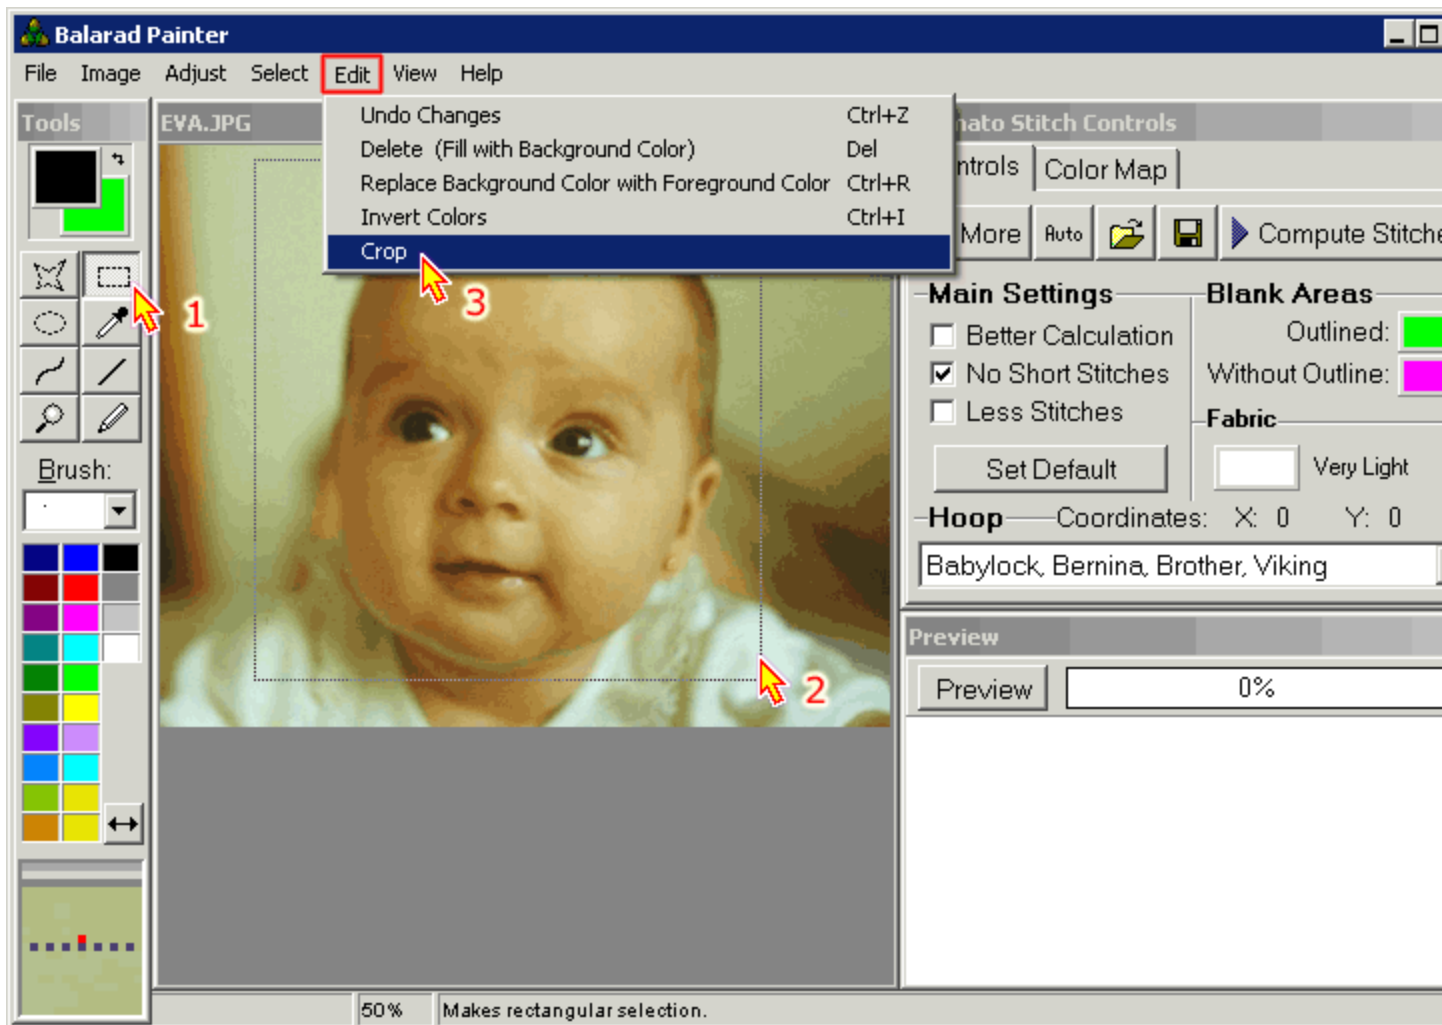 Balarad Painter
File Image Adjust Select Edit View Help
Tools
EVA.JPG
Undo Changes Ctrl+Z
Delete (Fill with Background Color) Del
Replace Background Color with Foreground Color Ctrl+R
Invert Colors Ctrl+I
Crop
1
2
3
Brush:
Stitch Controls
Color Map
More Auto Compute
Main Settings
Better Calculation
No Short Stitches
Less Stitches
Set Default
Blank Areas
Outlined:
Without Outline:
Fabric
Very Light
Hoop Coordinates: X: 0 Y: 0
Babylock, Bernina, Brother, Viking
Preview
Preview 0%
50% Makes rectangular selection.